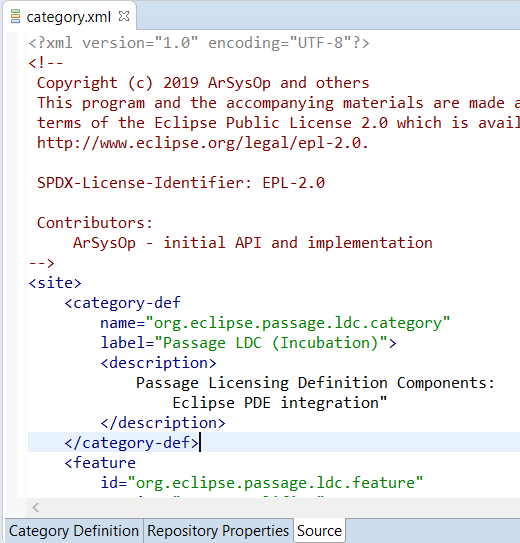 category.xml
<?xml version="1.0" encoding="UTF-8"?>
<!--
Copyright (c) 2019 ArSysOp and others
This program and the accompanying materials are made a
terms of the Eclipse Public License 2.0 which is avail
http://www.eclipse.org/legal/epl-2.0.
SPDX-License-Identifier: EPL-2.0
Contributors:
ArSysOp - initial API and implementation
-->
<site>
<category-def
name="org.eclipse.passage.ldc.category"
label="Passage LDC (Incubation)">
<description>
Passage Licensing Definition Components:
Eclipse PDE integration"
</description>
</category-def>
<feature
id="org.eclipse.passage.ldc.feature"
Category Definition Repository Properties Source